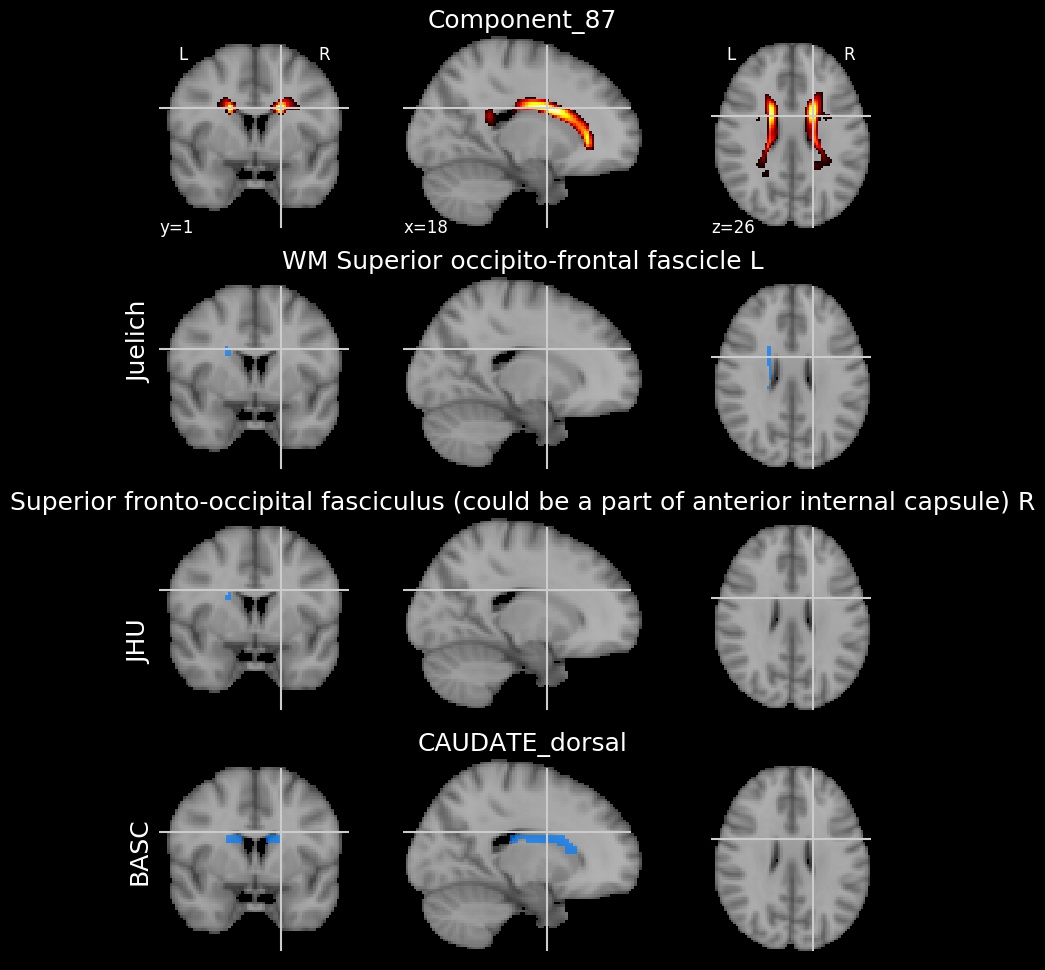 Component_87
L R
L R
y=1
x=18
z=26
WM Superior occipito-frontal fascicle L
Juelich
Superior fronto-occipital fasciculus (could be a part of anterior internal capsule) R
JHU
CAUDATE_dorsal
BASC